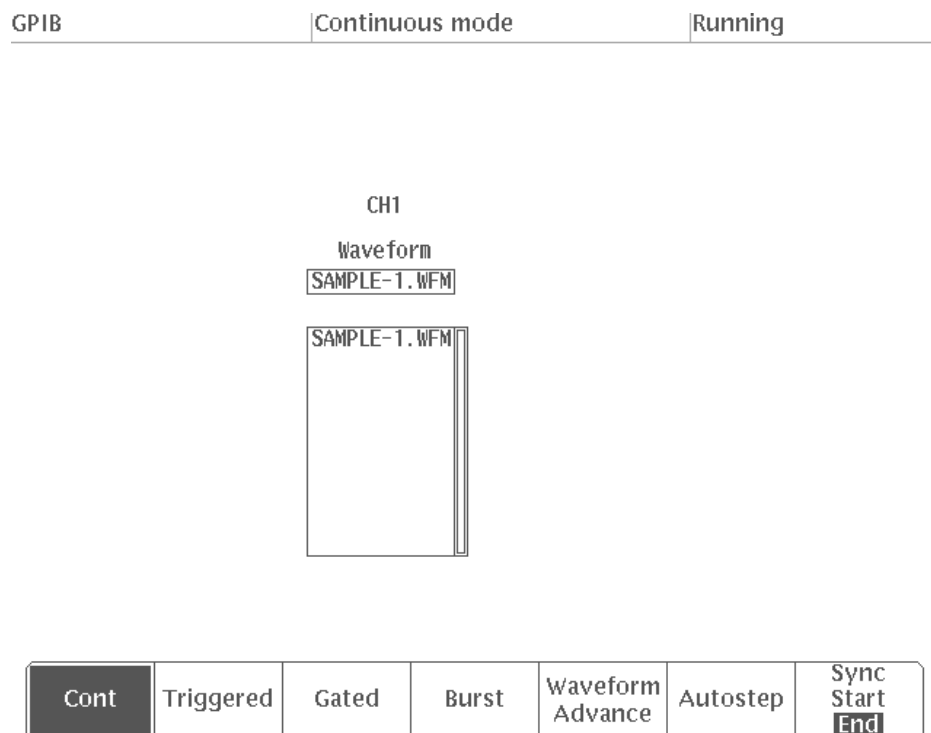 GPIB Continuous mode Running
CH1
Waveform
SAMPLE-1.WFM
SAMPLE-1.WFM
Cont Triggered Gated Burst Waveform Advance Autostep Sync Start End